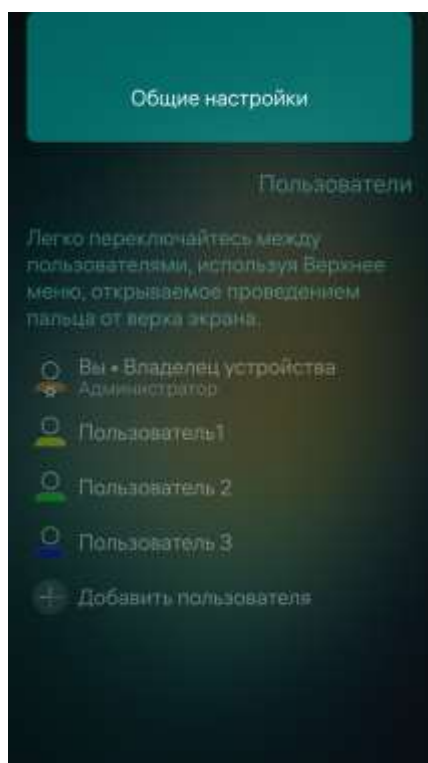 Общие настройки
Пользователи
Легко переключайтесь между
пользователями, используя Верхнее
меню, открываемое проведением
пальца от верха экрана.
Вы • Владелец устройства
Администратор
Пользователь1
Пользователь 2
Пользователь 3
Добавить пользователя